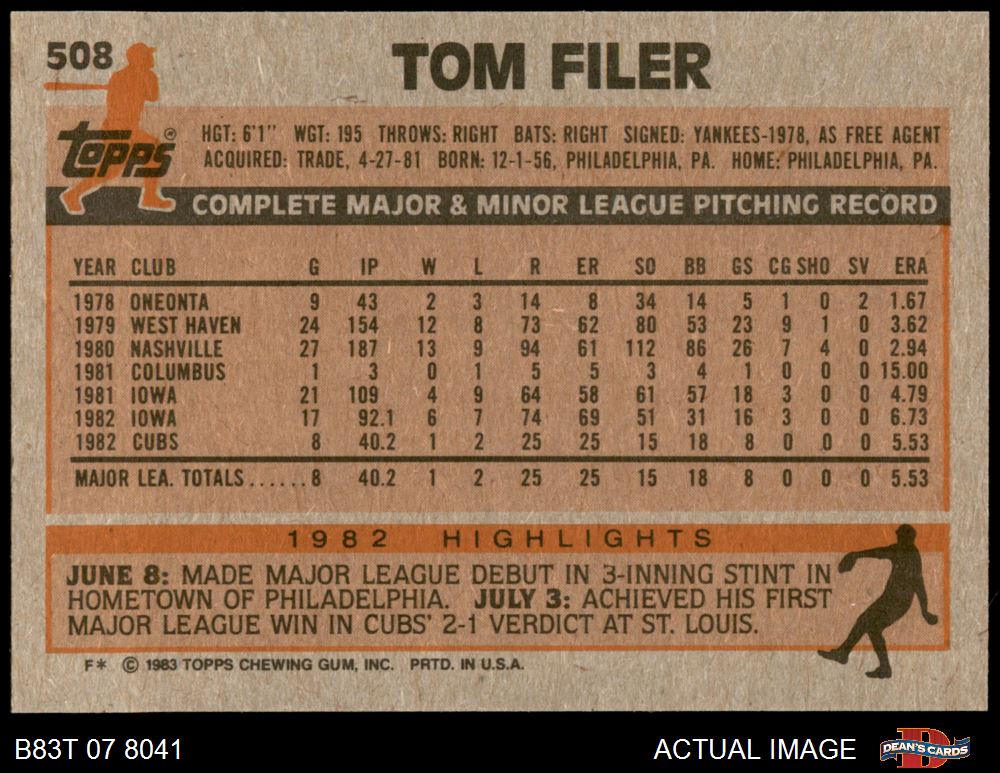 508
TOM FILER
topps®
HGT: 6'1" WGT: 195 THROWS: RIGHT BATS: RIGHT SIGNED: YANKEES-1978, AS FREE AGENT
ACQUIRED: TRADE, 4-27-81 BORN: 12-1-56, PHILADELPHIA, PA. HOME: PHILADELPHIA, PA.
COMPLETE MAJOR & MINOR LEAGUE PITCHING RECORD
YEAR CLUB G IP W L R ER SO BB GS CG SHO SV ERA
1978 ONEONTA 9 43 2 3 14 8 34 14 5 1 0 2 1.67
1979 WEST HAVEN 24 154 12 8 73 62 80 53 23 9 1 0 3.62
1980 NASHVILLE 27 187 13 9 94 61 112 86 26 7 4 0 2.94
1981 COLUMBUS 1 3 0 1 5 5 3 4 1 0 0 0 15.00
1981 IOWA 21 109 4 9 64 58 61 57 18 3 0 0 4.79
1982 IOWA 17 92.1 6 7 74 69 51 31 16 3 0 0 6.73
1982 CUBS 8 40.2 1 2 25 25 15 18 8 0 0 0 5.53
MAJOR LEA. TOTALS......8 40.2 1 2 25 25 15 18 8 0 0 0 5.53
1982 HIGHLIGHTS
JUNE 8: MADE MAJOR LEAGUE DEBUT IN 3-INNING STINT IN
HOMETOWN OF PHILADELPHIA. JULY 3: ACHIEVED HIS FIRST
MAJOR LEAGUE WIN IN CUBS' 2-1 VERDICT AT ST. LOUIS.
F* © 1983 TOPPS CHEWING GUM, INC. PRTD. IN U.S.A.
B83T 07 8041
ACTUAL IMAGE
DEAN'S CARDS